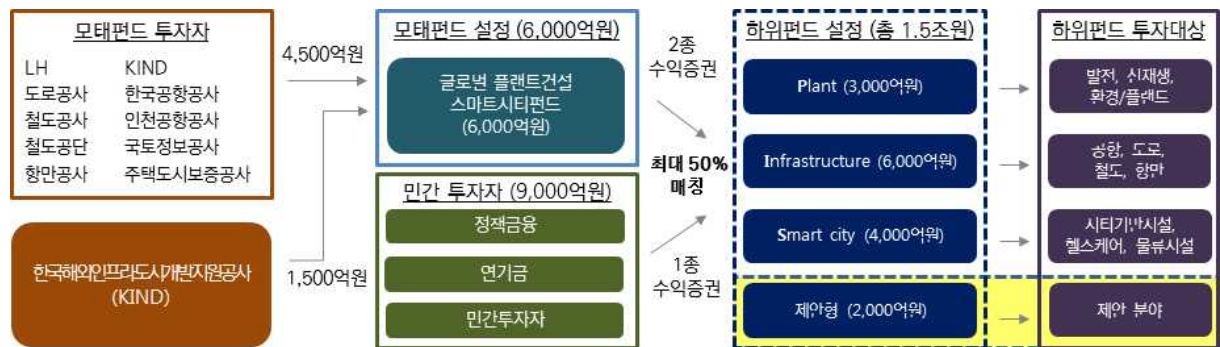 모태펀드 투자자
LH KIND
도로공사 한국공항공사
철도공사 인천공항공사
철도공단 국토정보공사
항만공사 주택도시보증공사
한국해외인프라도시개발지원공사
(KIND)
4,500억원
1,500억원
모태펀드 설정 (6,000억원)
글로벌 플랜트건설
스마트시티펀드
(6,000억원)
민간 투자자 (9,000억원)
정책금융
연기금
민간투자자
2종
수익증권
최대 50%
매칭
1종
수익증권
하위펀드 설정 (총 1.5조원)
Plant (3,000억원)
Infrastructure (6,000억원)
Smart city (4,000억원)
제안형 (2,000억원)
하위펀드 투자대상
발전, 신재생,
환경/플랜드
공항, 도로,
철도, 항만
시티기반시설,
헬스케어, 물류시설
제안 분야